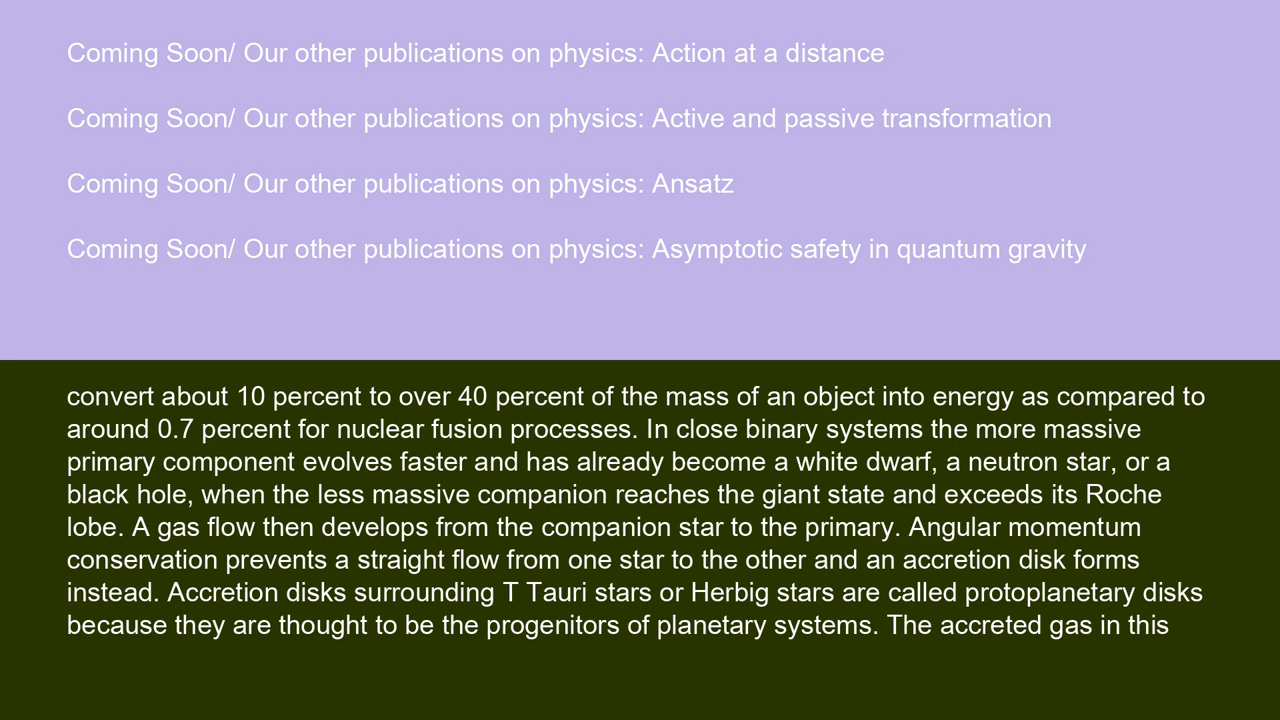 Coming Soon/ Our other publications on physics: Action at a distance
Coming Soon/ Our other publications on physics: Active and passive transformation
Coming Soon/ Our other publications on physics: Ansatz
Coming Soon/ Our other publications on physics: Asymptotic safety in quantum gravity
convert about 10 percent to over 40 percent of the mass of an object into energy as compared to
around 0.7 percent for nuclear fusion processes. In close binary systems the more massive
primary component evolves faster and has already become a white dwarf, a neutron star, or a
black hole, when the less massive companion reaches the giant state and exceeds its Roche
lobe. A gas flow then develops from the companion star to the primary. Angular momentum
conservation prevents a straight flow from one star to the other and an accretion disk forms
instead. Accretion disks surrounding T Tauri stars or Herbig stars are called protoplanetary disks
because they are thought to be the progenitors of planetary systems. The accreted gas in this